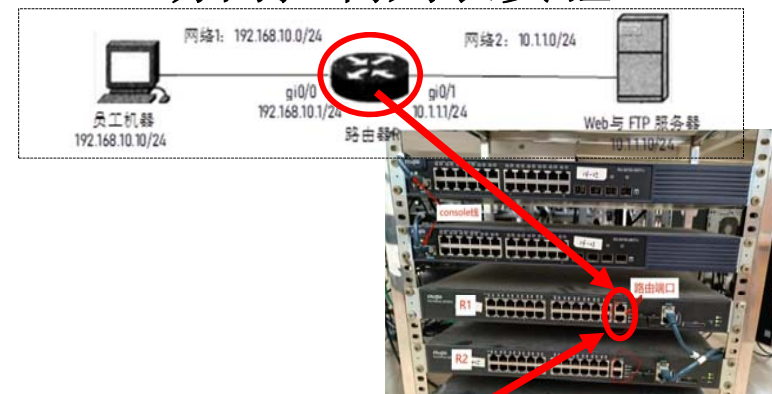 网络1: 192.168.10.0/24
网络2: 10.1.1.0/24
gi0/0
192.168.10.1/24
gi0/1
10.1.1.1/24
路由器R
员工机器
192.168.10.10/24
Web与 FTP 服务器
10.1.1.10/24
console线
路由端口
R1
R2